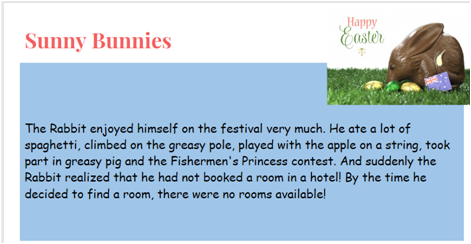 Sunny Bunnies
Happy
Easter
The Rabbit enjoyed himself on the festival very much. He ate a lot of
spaghetti, climbed on the greasy pole, played with the apple on a string, took
part in greasy pig and the Fishermen's Princess contest. And suddenly the
Rabbit realized that he had not booked a room in a hotel! By the time he
decided to find a room, there were no rooms available!